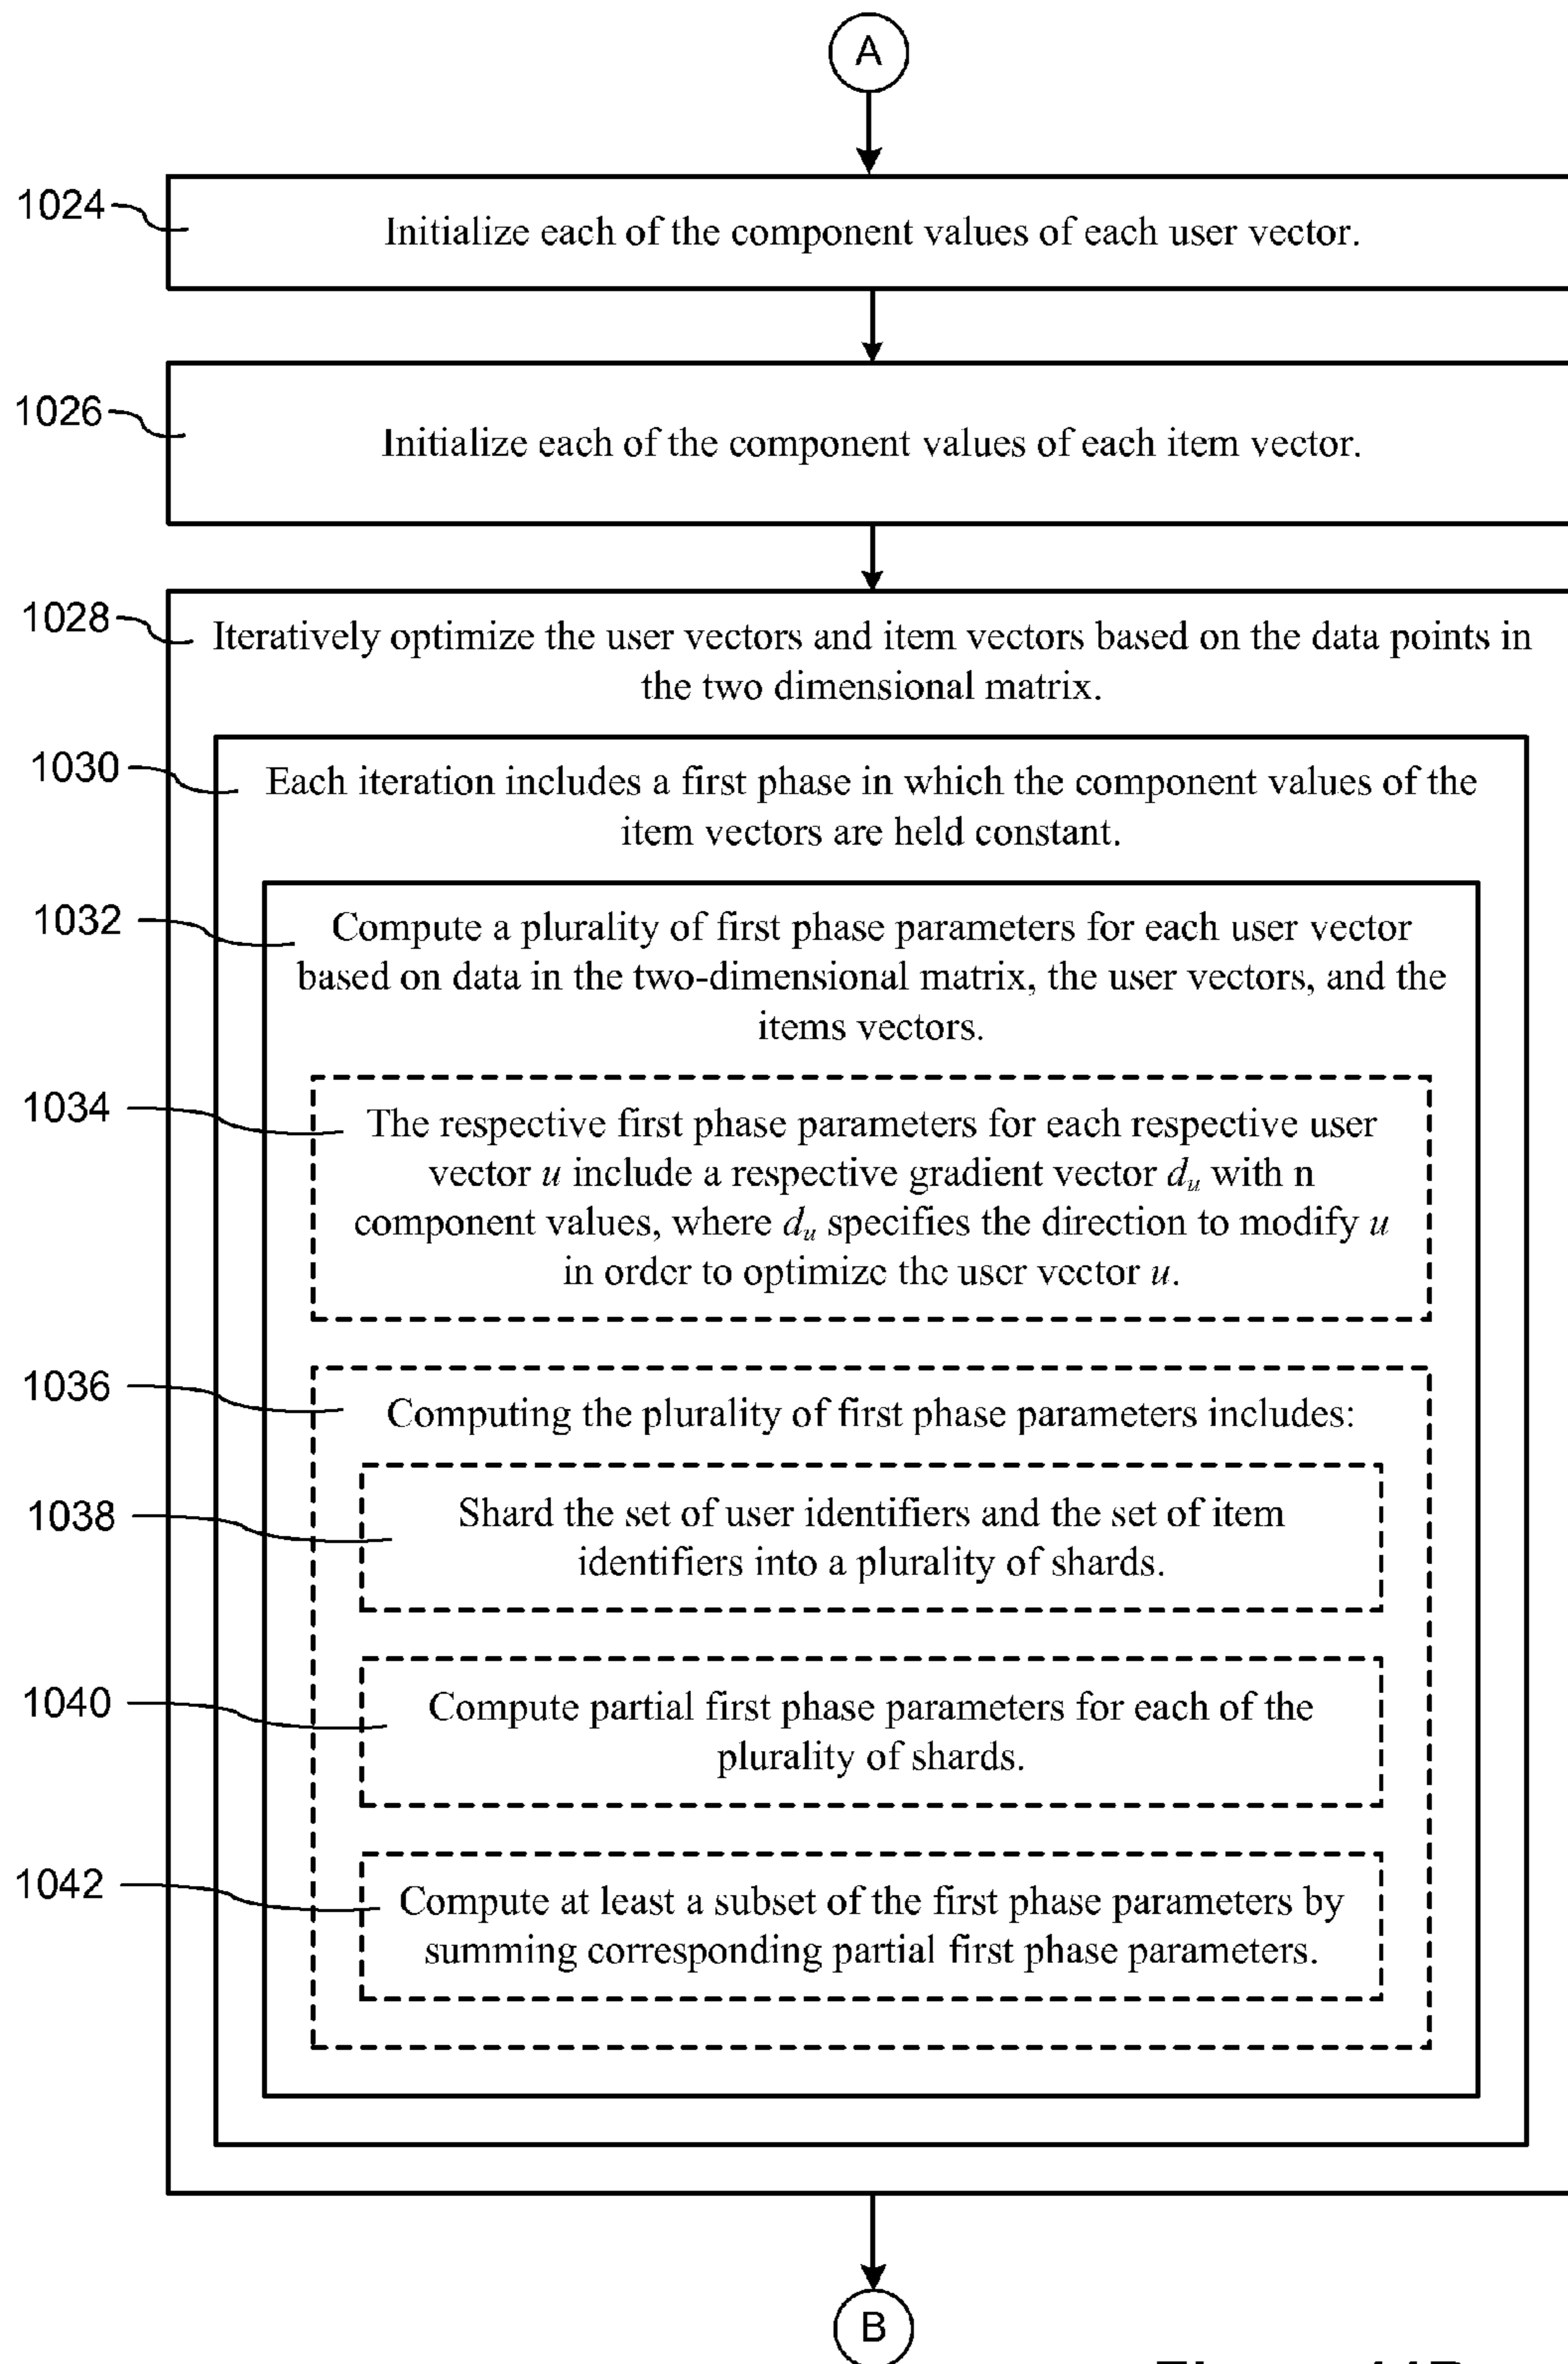 A
1024
Initialize each of the component values of each user vector.
1026
Initialize each of the component values of each item vector.
1028
Iteratively optimize the user vectors and item vectors based on the data points in
the two dimensional matrix.
1030
Each iteration includes a first phase in which the component values of the
item vectors are held constant.
1032
Compute a plurality of first phase parameters for each user vector
based on data in the two-dimensional matrix, the user vectors, and the
items vectors.
1034
The respective first phase parameters for each respective user
vector u include a respective gradient vector d_u with n
component values, where d_u specifies the direction to modify u
in order to optimize the user vector u.
1036
Computing the plurality of first phase parameters includes:
1038
Shard the set of user identifiers and the set of item
identifiers into a plurality of shards.
1040
Compute partial first phase parameters for each of the
plurality of shards.
1042
Compute at least a subset of the first phase parameters by
summing corresponding partial first phase parameters.
B